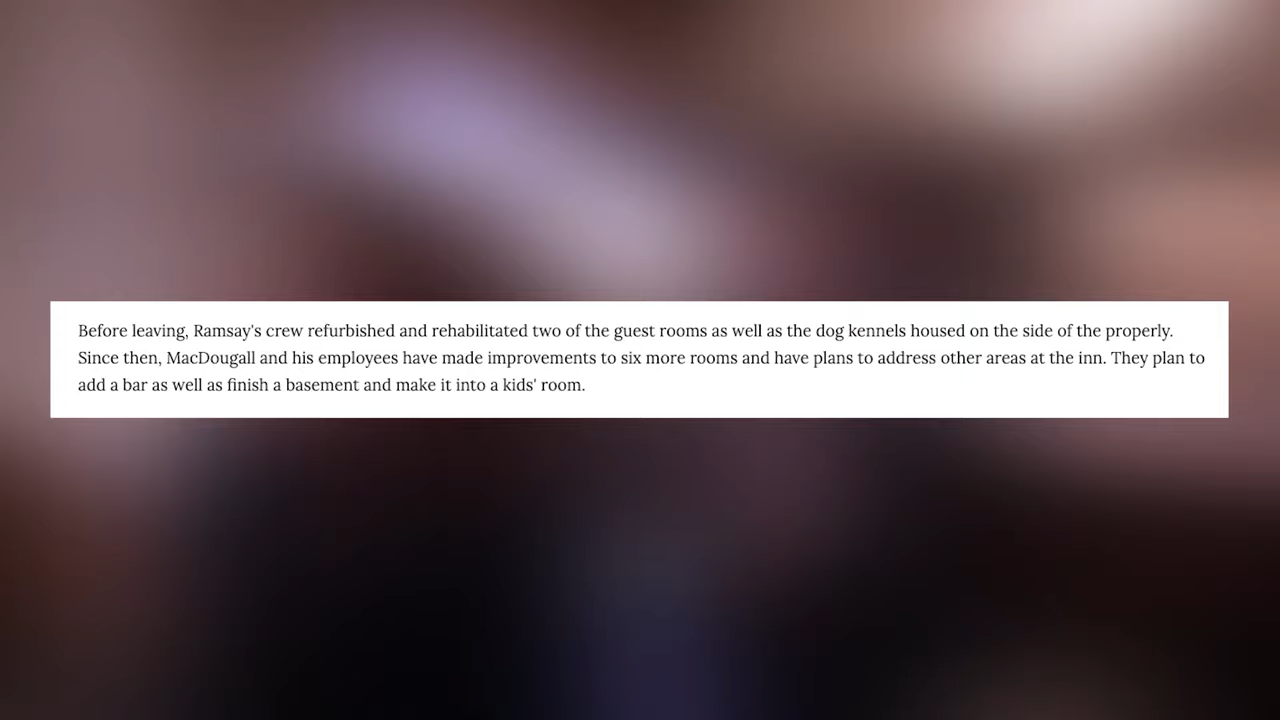 Before leaving, Ramsay's crew refurbished and rehabilitated two of the guest rooms as well as the dog kennels housed on the side of the properly.
Since then, MacDougall and his employees have made improvements to six more rooms and have plans to address other areas at the inn. They plan to
add a bar as well as finish a basement and make it into a kids' room.